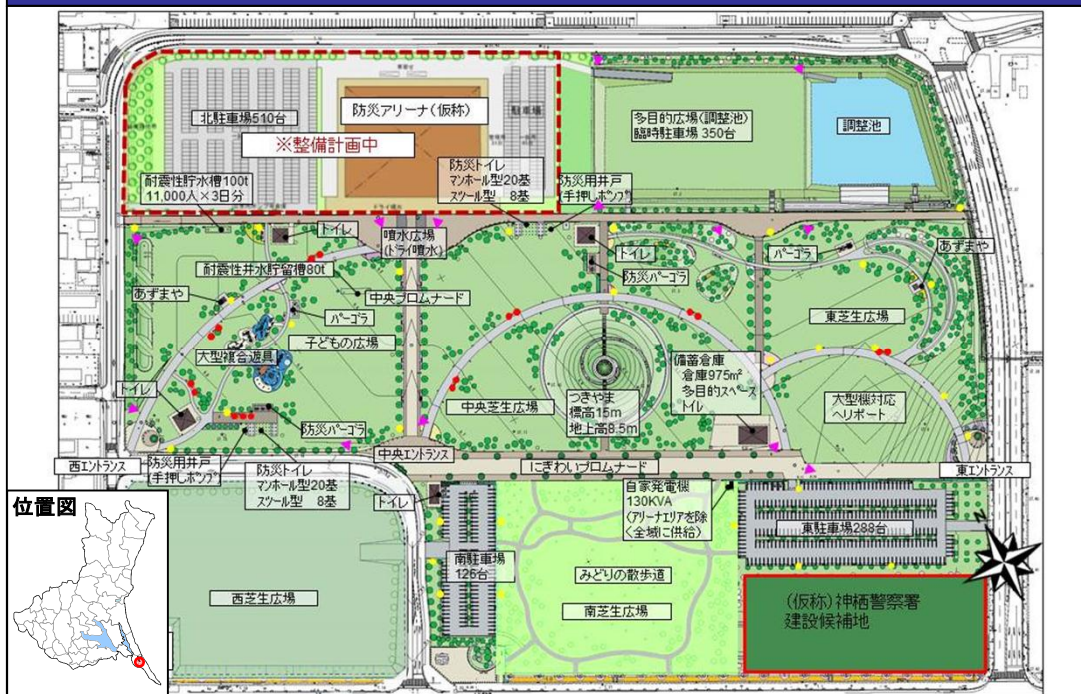 北駐車場510台
防災アリーナ(仮称)
駐車場
※整備計画中
多目的広場(調整池)
臨時駐車場 350台
調整池
耐震性貯水槽100t
11,000人×3日分
防災トイレ
マンホール型20基
スツール型 8基
防災用井戸
(手押しポンプ)
トイレ
噴水広場
(ドライ噴水)
トイレ
防災パーゴラ
パーゴラ
あずまや
耐震性井水貯留槽80t
中央プロムナード
あずまや
パーゴラ
子どもの広場
大型複合遊具
東芝生広場
トイレ
中央芝生広場
つきやま
標高15m
地上高8.5m
備蓄倉庫
倉庫975m²
多目的スペース
トイレ
大型機対応
ヘリポート
防災パーゴラ
中央エントランス
西エントランス
防災用井戸
(手押しポンプ)
防災トイレ
マンホール型20基
スツール型 8基
にぎわいプロムナード
東エントランス
トイレ
自家発電機
130KVA
(アリーナエリアを除
く全域に供給)
東駐車場288台
南駐車場
126台
みどりの散歩道
西芝生広場
南芝生広場
(仮称)神栖警察署
建設候補地
位置図